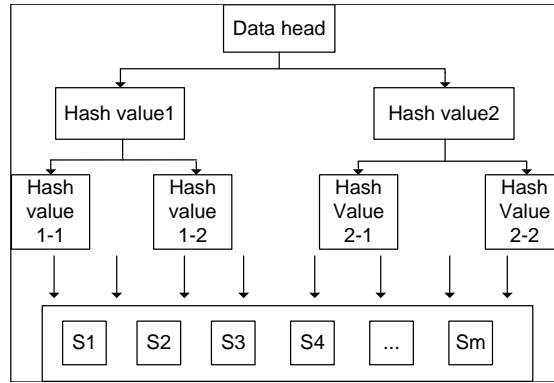 Data head
Hash value1
Hash value2
Hash
value
1-1
Hash
value
1-2
Hash
Value
2-1
Hash
Value
2-2
S1
S2
S3
S4
...
Sm